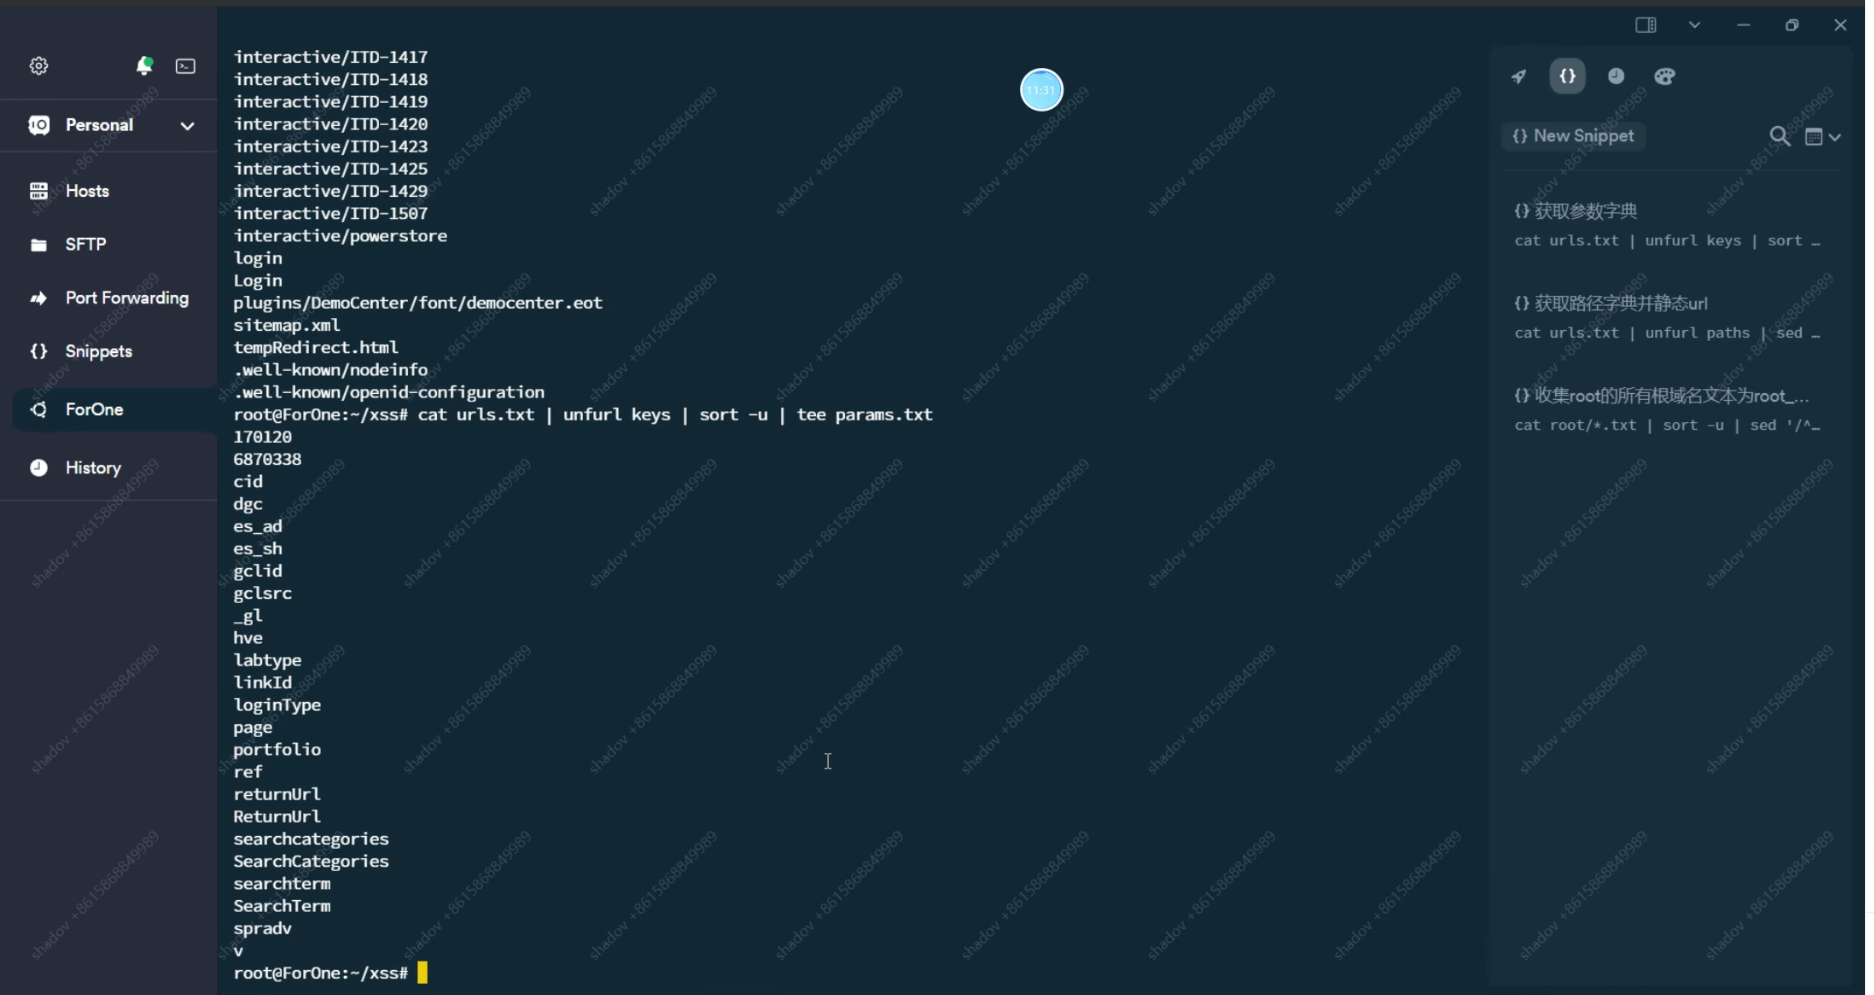 Personal
Hosts
SFTP
Port Forwarding
{} Snippets
ForOne
History
interactive/ITD-1417
interactive/ITD-1418
interactive/ITD-1419
interactive/ITD-1420
interactive/ITD-1423
interactive/ITD-1425
interactive/ITD-1429
interactive/ITD-1507
interactive/powerstore
login
Login
plugins/DemoCenter/font/democenter.eot
sitemap.xml
tempRedirect.html
.well-known/nodeinfo
.well-known/openid-configuration
root@ForOne:~/xss# cat urls.txt | unfurl keys | sort -u | tee params.txt
170120
6870338
cid
dgc
es_ad
es_sh
gclid
gclsrc
_gl
hve
labtype
linkId
loginType
page
portfolio
ref
returnUrl
ReturnUrl
searchcategories
SearchCategories
searchterm
SearchTerm
spradv
v
root@ForOne:~/xss#
11:31
{}
{} New Snippet
{} 获取参数字典
cat urls.txt | unfurl keys | sort …
{} 获取路径字典并静态url
cat urls.txt | unfurl paths | sed …
{} 收集root的所有根域名文本为root_...
cat root/*.txt | sort -u | sed '/^…
shadov +8615868849989